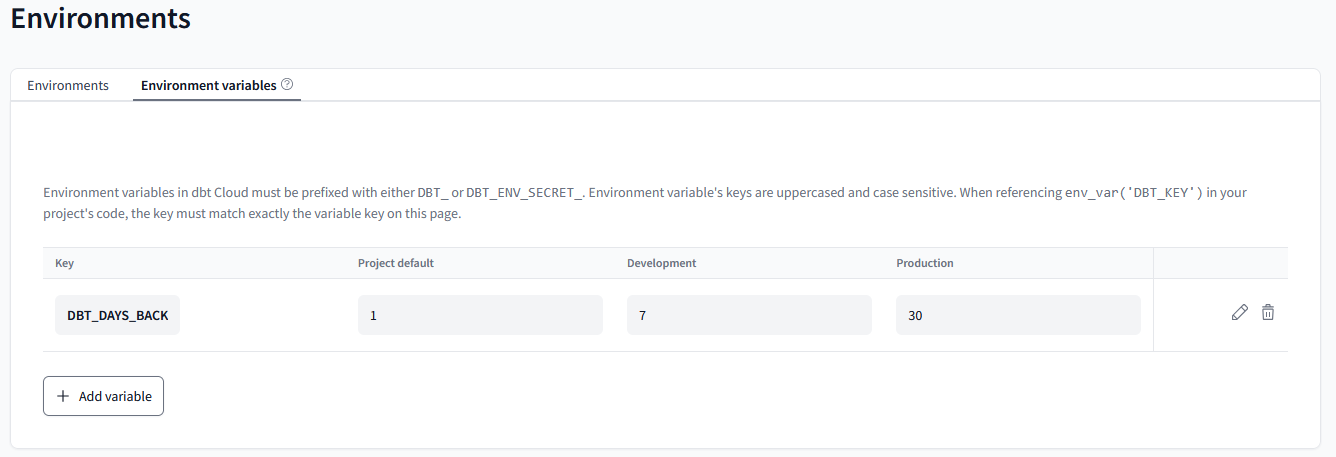 Environments
Environments Environment variables
Environment variables in dbt Cloud must be prefixed with either DBT_ or DBT_ENV_SECRET_. Environment variable's keys are uppercased and case sensitive. When referencing env_var('DBT_KEY') in your
project's code, the key must match exactly the variable key on this page.
Key Project default Development Production
DBT_DAYS_BACK 1 7 30
+ Add variable